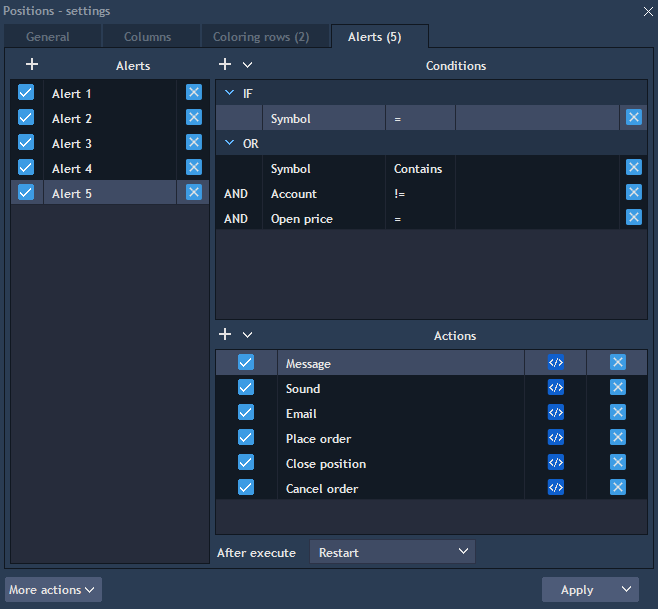 Positions - settings
General Columns Coloring rows (2) Alerts (5)
Alerts
Alert 1
Alert 2
Alert 3
Alert 4
Alert 5
Conditions
IF
Symbol =
OR
Symbol Contains
AND Account !=
AND Open price =
Actions
Message </>
Sound </>
Email </>
Place order </>
Close position </>
Cancel order </>
After execute Restart
More actions Apply